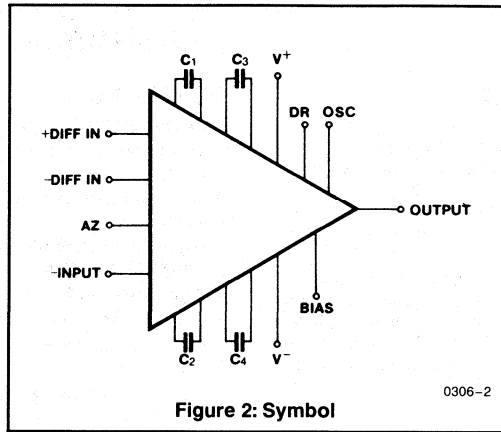 C1
C3
V+
DR
OSC
+DIFF IN
-DIFF IN
AZ
-INPUT
OUTPUT
BIAS
C2
C4
V-
0306-2
Figure 2: Symbol